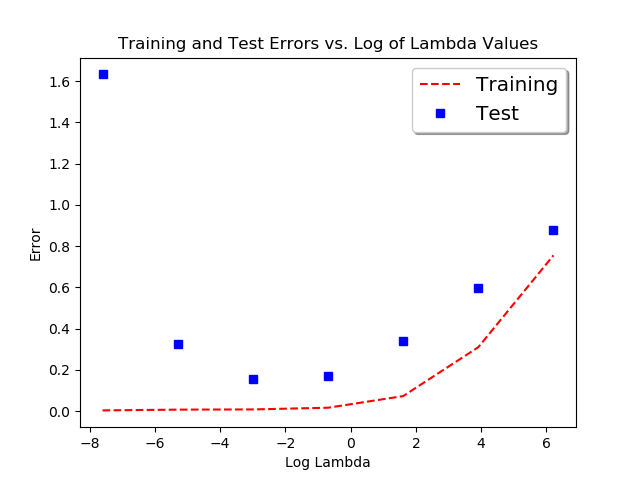 Training and Test Errors vs. Log of Lambda Values
Training
Test
1.6
1.4
1.2
1.0
0.8
0.6
0.4
0.2
0.0
Error
−8 −6 −4 −2 0 2 4 6
Log Lambda